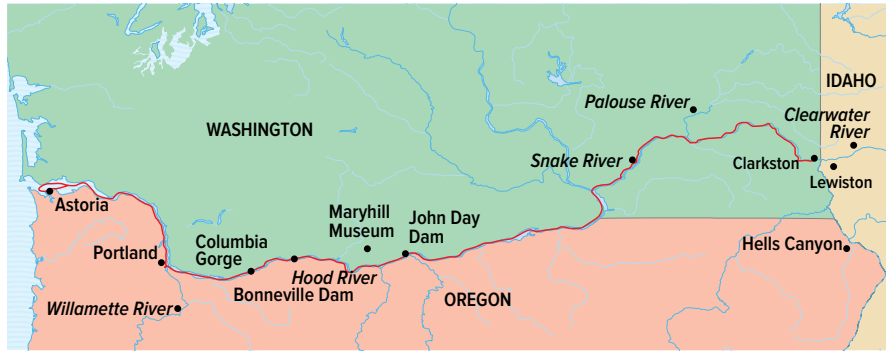 IDAHO
Palouse River
Clearwater
River
WASHINGTON
Snake River
Clarkston
Lewiston
Astoria
Maryhill
Museum
John Day
Dam
Portland
Columbia
Gorge
Hells Canyon
Hood River
Bonneville Dam
Willamette River
OREGON